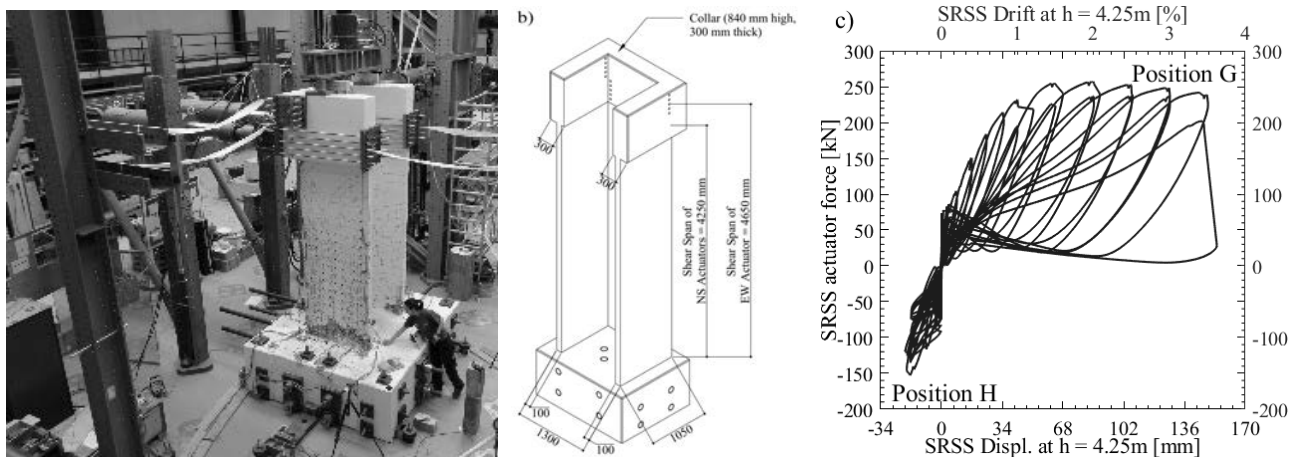 b)
Collar (840 mm high,
300 mm thick)
300
300
Shear Span of
NS Actuators = 4250 mm
Shear Span of
EW Actuator = 4650 mm
100
1300
100
1050
c)
SRSS Drift at h = 4.25m [%]
0 1 2 3 4
300 300
250
200 200
150
100 100
50
0 0
-50
-100 -100
-150
-200 -200
SRSS actuator force [kN]
Position G
Position H
-34 0 34 68 102 136 170
SRSS Displ. at h = 4.25m [mm]